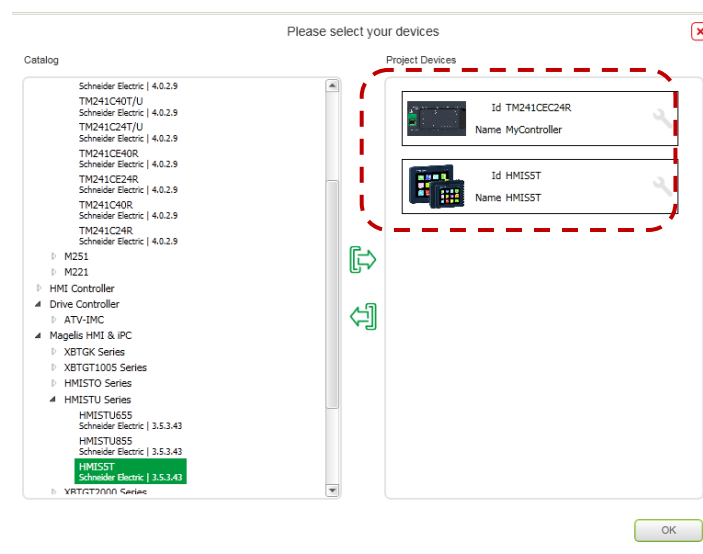 Please select your devices
Catalog
Project Devices
Schneider Electric | 4.0.2.9
TM241C40T/U
Schneider Electric | 4.0.2.9
TM241C24T/U
Schneider Electric | 4.0.2.9
TM241CE40R
Schneider Electric | 4.0.2.9
TM241CE24R
Schneider Electric | 4.0.2.9
TM241C40R
Schneider Electric | 4.0.2.9
TM241C24R
Schneider Electric | 4.0.2.9
M251
M221
HMI Controller
Drive Controller
ATV-IMC
Magelis HMI & iPC
XBTGK Series
XBTGT1005 Series
HMISTO Series
HMISTU Series
HMISTU655
Schneider Electric | 3.5.3.43
HMISTU855
Schneider Electric | 3.5.3.43
HMIS5T
Schneider Electric | 3.5.3.43
XBTGT2000 Series
Id TM241CEC24R
Name MyController
Id HMIS5T
Name HMIS5T
OK